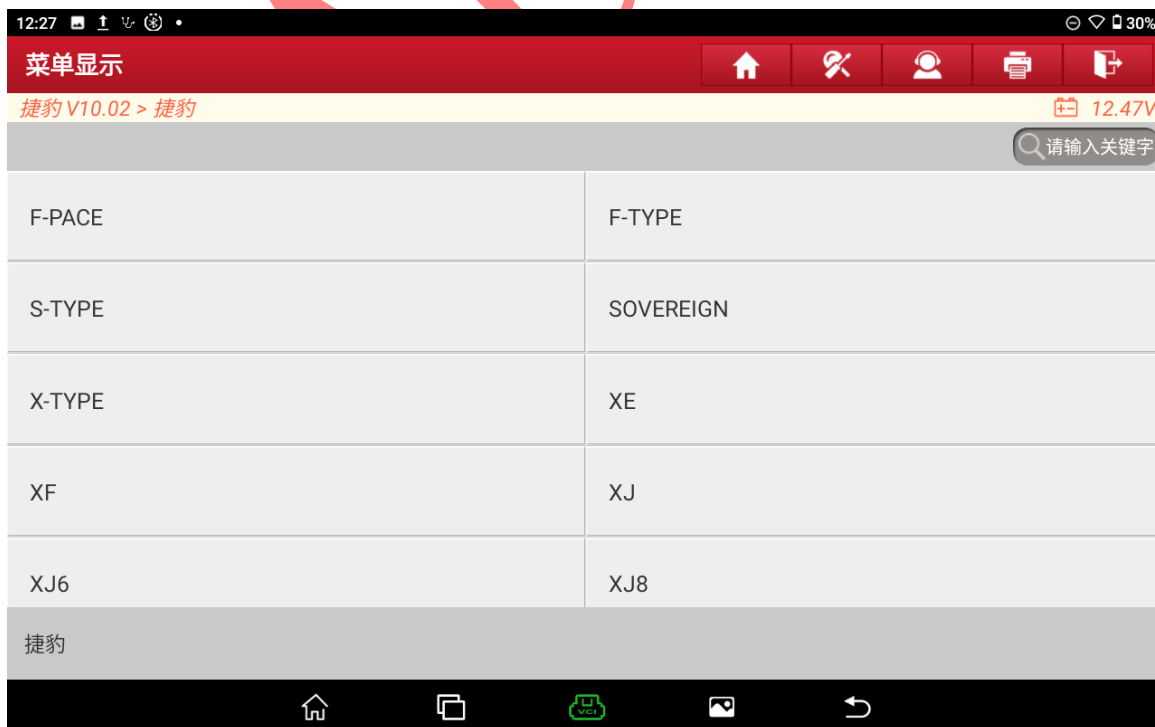 12:27 30%
菜单显示
捷豹 V10.02 > 捷豹 12.47V
请输入关键字
F-PACE F-TYPE
S-TYPE SOVEREIGN
X-TYPE XE
XF XJ
XJ6 XJ8
捷豹
VCI